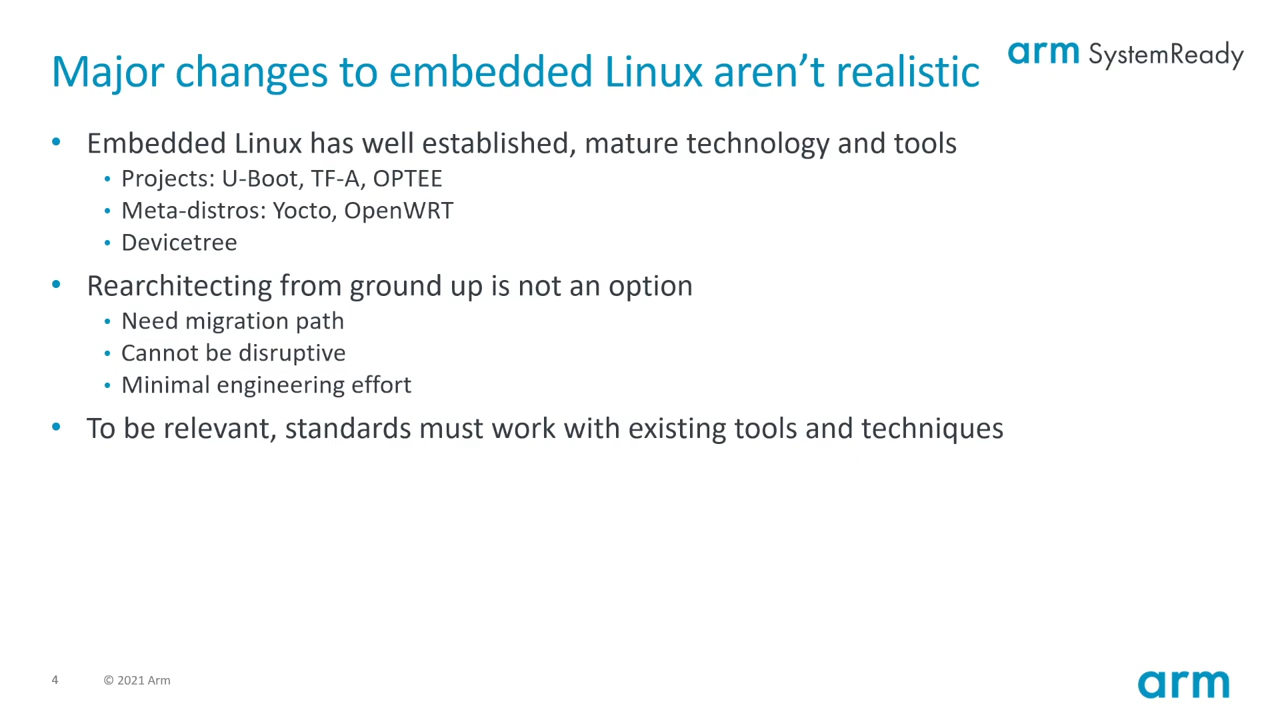 Major changes to embedded Linux aren’t realistic
arm SystemReady
• Embedded Linux has well established, mature technology and tools
• Projects: U-Boot, TF-A, OPTEE
• Meta-distros: Yocto, OpenWRT
• Devicetree
• Rearchitecting from ground up is not an option
• Need migration path
• Cannot be disruptive
• Minimal engineering effort
• To be relevant, standards must work with existing tools and techniques
4 © 2021 Arm
arm